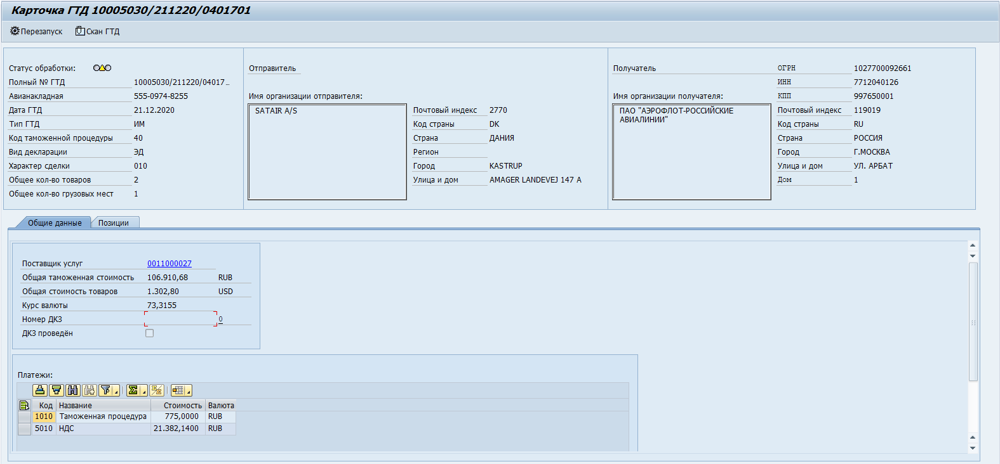 Карточка ГТД 10005030/211220/0401701
Перезапуск Скан ГТД
Статус обработки:
Полный № ГТД 10005030/211220/04017...
Авианакладная 555-0974-8255
Дата ГТД 21.12.2020
Тип ГТД ИМ
Код таможенной процедуры 40
Вид декларации ЭД
Характер сделки 010
Общее кол-во товаров 2
Общее кол-во грузовых мест 1
Отправитель
Имя организации отправителя:
SATAIR A/S
Почтовый индекс 2770
Код страны DK
Страна ДАНИЯ
Регион
Город KASTRUP
Улица и дом AMAGER LANDEVEJ 147 A
Получатель
Имя организации получателя:
ПАО "АЭРОФЛОТ-РОССИЙСКИЕ
АВИАЛИНИИ"
ОГРН 1027700092661
ИНН 7712040126
КПП 997650001
Почтовый индекс 119019
Код страны RU
Страна РОССИЯ
Город Г.МОСКВА
Улица и дом УЛ. АРБАТ
Дом 1
Общие данные Позиции
Поставщик услуг 0011000027
Общая таможенная стоимость 106.910,68 RUB
Общая стоимость товаров 1.302,80 USD
Курс валюты 73,3155
Номер ДКЗ 0
ДКЗ проведён
Платежи:
Код Название Стоимость Валюта
1010 Таможенная процедура 775,0000 RUB
5010 НДС 21.382,1400 RUB